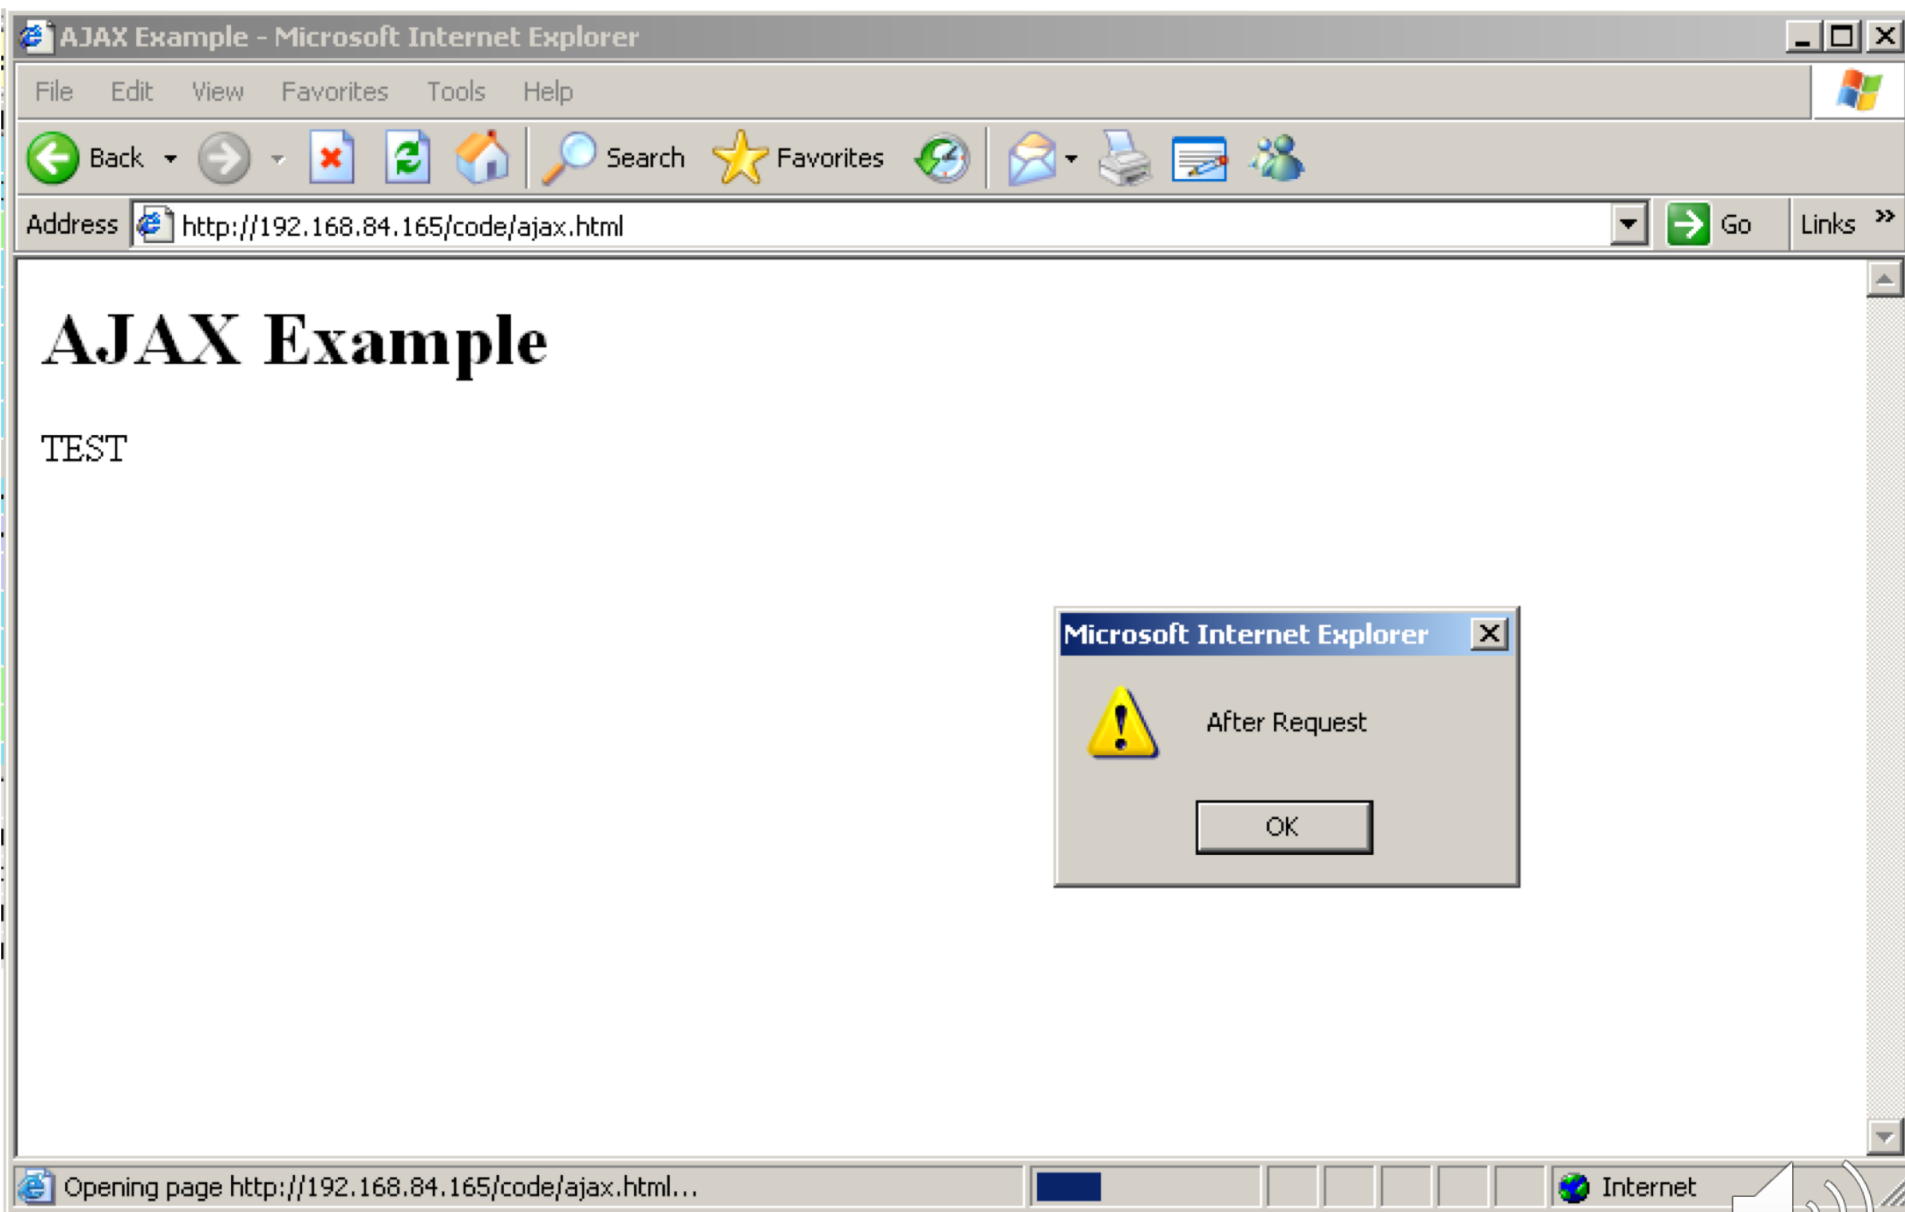 AJAX Example - Microsoft Internet Explorer
File Edit View Favorites Tools Help
Back Search Favorites
Address http://192.168.84.165/code/ajax.html Go Links »
AJAX Example
TEST
Microsoft Internet Explorer
After Request
OK
Opening page http://192.168.84.165/code/ajax.html... Internet